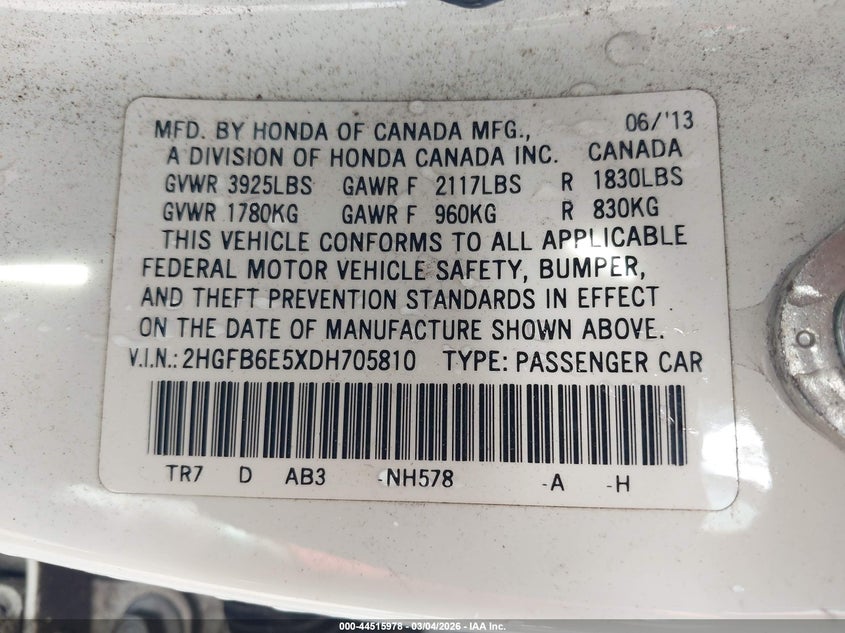 MFD. BY HONDA OF CANADA MFG., 06/'13
A DIVISION OF HONDA CANADA INC. CANADA
GVWR 3925LBS GAWR F 2117LBS R 1830LBS
GVWR 1780KG GAWR F 960KG R 830KG
THIS VEHICLE CONFORMS TO ALL APPLICABLE
FEDERAL MOTOR VEHICLE SAFETY, BUMPER,
AND THEFT PREVENTION STANDARDS IN EFFECT
ON THE DATE OF MANUFACTURE SHOWN ABOVE.
V.I.N.: 2HGFB6E5XDH705810 TYPE: PASSENGER CAR
TR7 D AB3 -NH578 -A -H
000-44515978 - 03/04/2026 - IAA Inc.